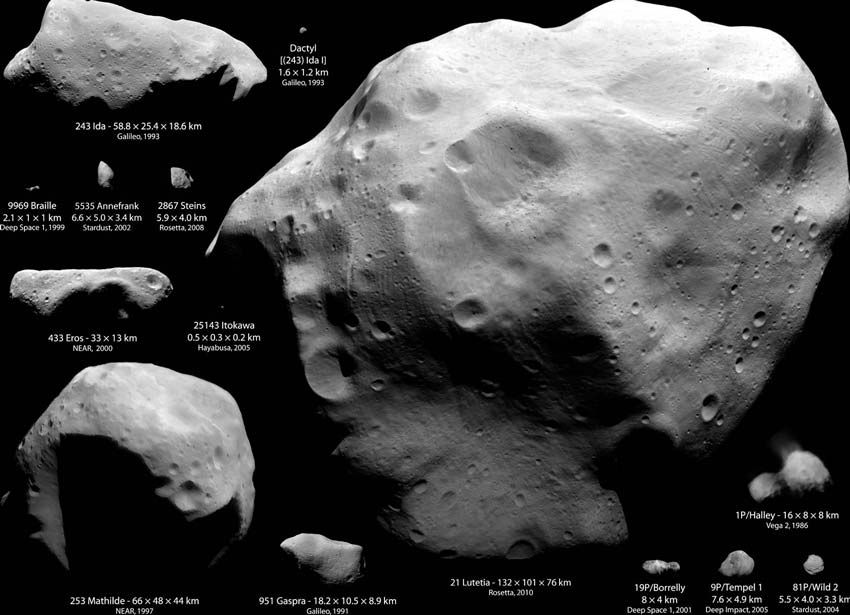 Dactyl
[(243) Ida I]
1.6 × 1.2 km
Galileo, 1993
243 Ida - 58.8 × 25.4 × 18.6 km
Galileo, 1993
9969 Braille
2.1 × 1 × 1 km
Deep Space 1, 1999
5535 Annefrank
6.6 × 5.0 × 3.4 km
Stardust, 2002
2867 Steins
5.9 × 4.0 km
Rosetta, 2008
433 Eros - 33 × 13 km
NEAR, 2000
25143 Itokawa
0.5 × 0.3 × 0.2 km
Hayabusa, 2005
253 Mathilde - 66 × 48 × 44 km
NEAR, 1997
951 Gaspra - 18.2 × 10.5 × 8.9 km
Galileo, 1991
21 Lutetia - 132 × 101 × 76 km
Rosetta, 2010
1P/Halley - 16 × 8 × 8 km
Vega 2, 1986
19P/Borrelly
8 × 4 km
Deep Space 1, 2001
9P/Tempel 1
7.6 × 4.9 km
Deep Impact, 2005
81P/Wild 2
5.5 × 4.0 × 3.3 km
Stardust, 2004